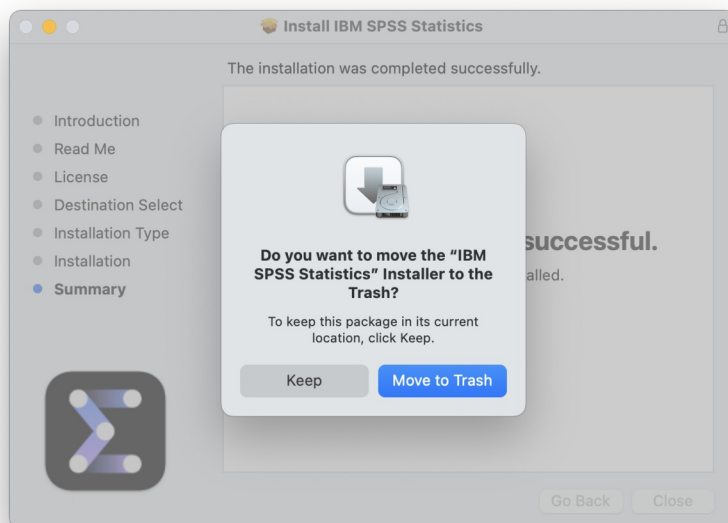 Install IBM SPSS Statistics
The installation was completed successfully.
Introduction
Read Me
License
Destination Select
Installation Type
Installation
Summary
successful.
alled.
Do you want to move the “IBM
SPSS Statistics” Installer to the
Trash?
To keep this package in its current
location, click Keep.
Keep
Move to Trash
Go Back
Close